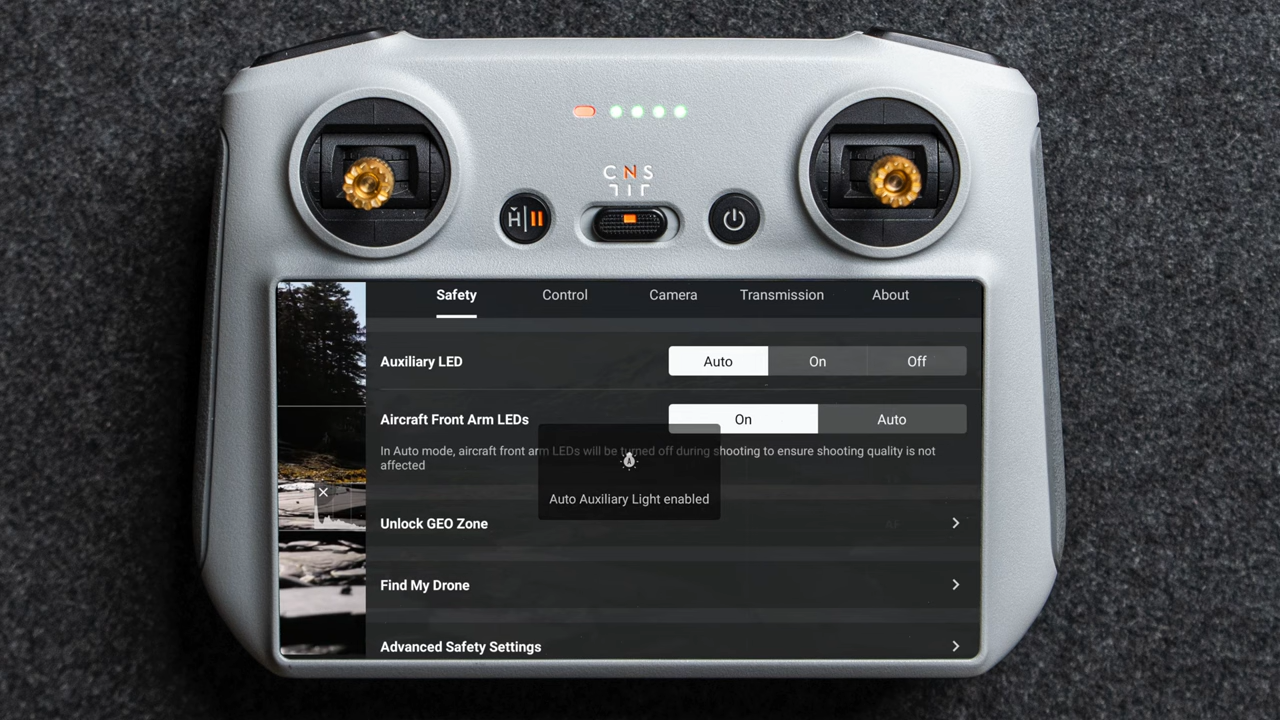 C N S
H
Safety Control Camera Transmission About
Auxiliary LED Auto On Off
Aircraft Front Arm LEDs On Auto
In Auto mode, aircraft front arm LEDs will be turned off during shooting to ensure shooting quality is not
affected
Auto Auxiliary Light enabled
Unlock GEO Zone
Find My Drone
Advanced Safety Settings